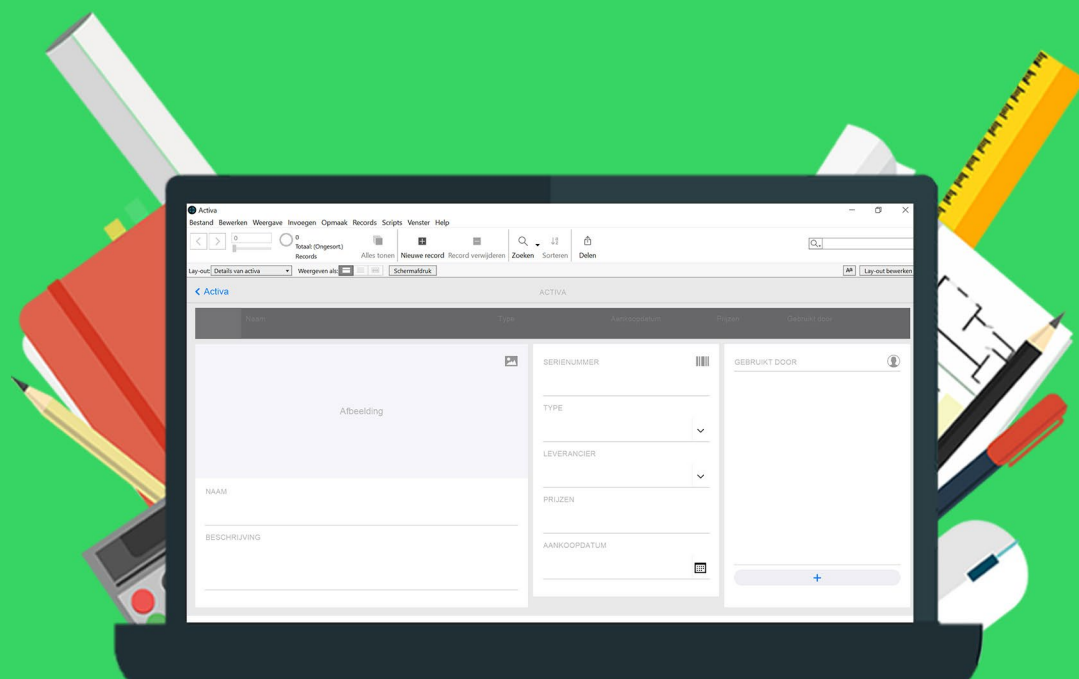 Activa
Bestand Bewerken Weergave Invoegen Opmaak Records Scripts Venster Help
0
0
Totaal: (Ongesort.)
Records
Alles tonen
Nieuwe record
Record verwijderen
Zoeken
Sorteren
Delen
Lay-out: Details van activa
Weergeven als:
Schermafdruk
Lay-out bewerken
Activa
ACTIVA
Naam Type Aankoopdatum Prijzen Gebruikt door
Afbeelding
NAAM
BESCHRIJVING
SERIENUMMER
TYPE
LEVERANCIER
PRIJZEN
AANKOOPDATUM
GEBRUIKT DOOR
+